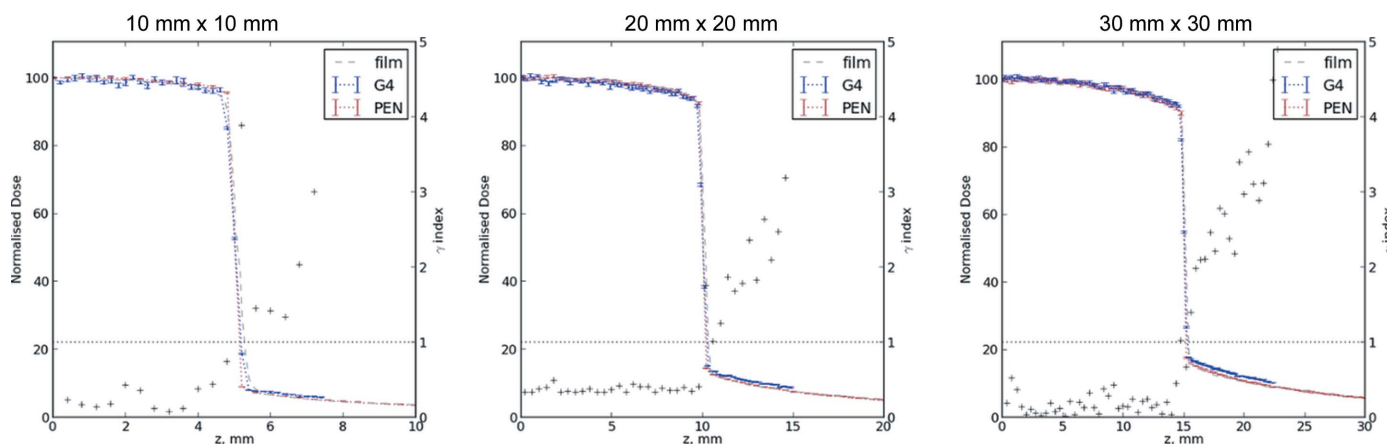 10 mm x 10 mm
20 mm x 20 mm
30 mm x 30 mm
Normalised Dose
0
20
40
60
80
100
0 2 4 6 8 10
z, mm
0
1
2
3
4
5
γ index
film
G4
PEN
Normalised Dose
0
20
40
60
80
100
0 5 10 15 20
z, mm
0
1
2
3
4
5
γ index
film
G4
PEN
Normalised Dose
0
20
40
60
80
100
0 5 10 15 20 25 30
z, mm
0
1
2
3
4
5
γ index
film
G4
PEN